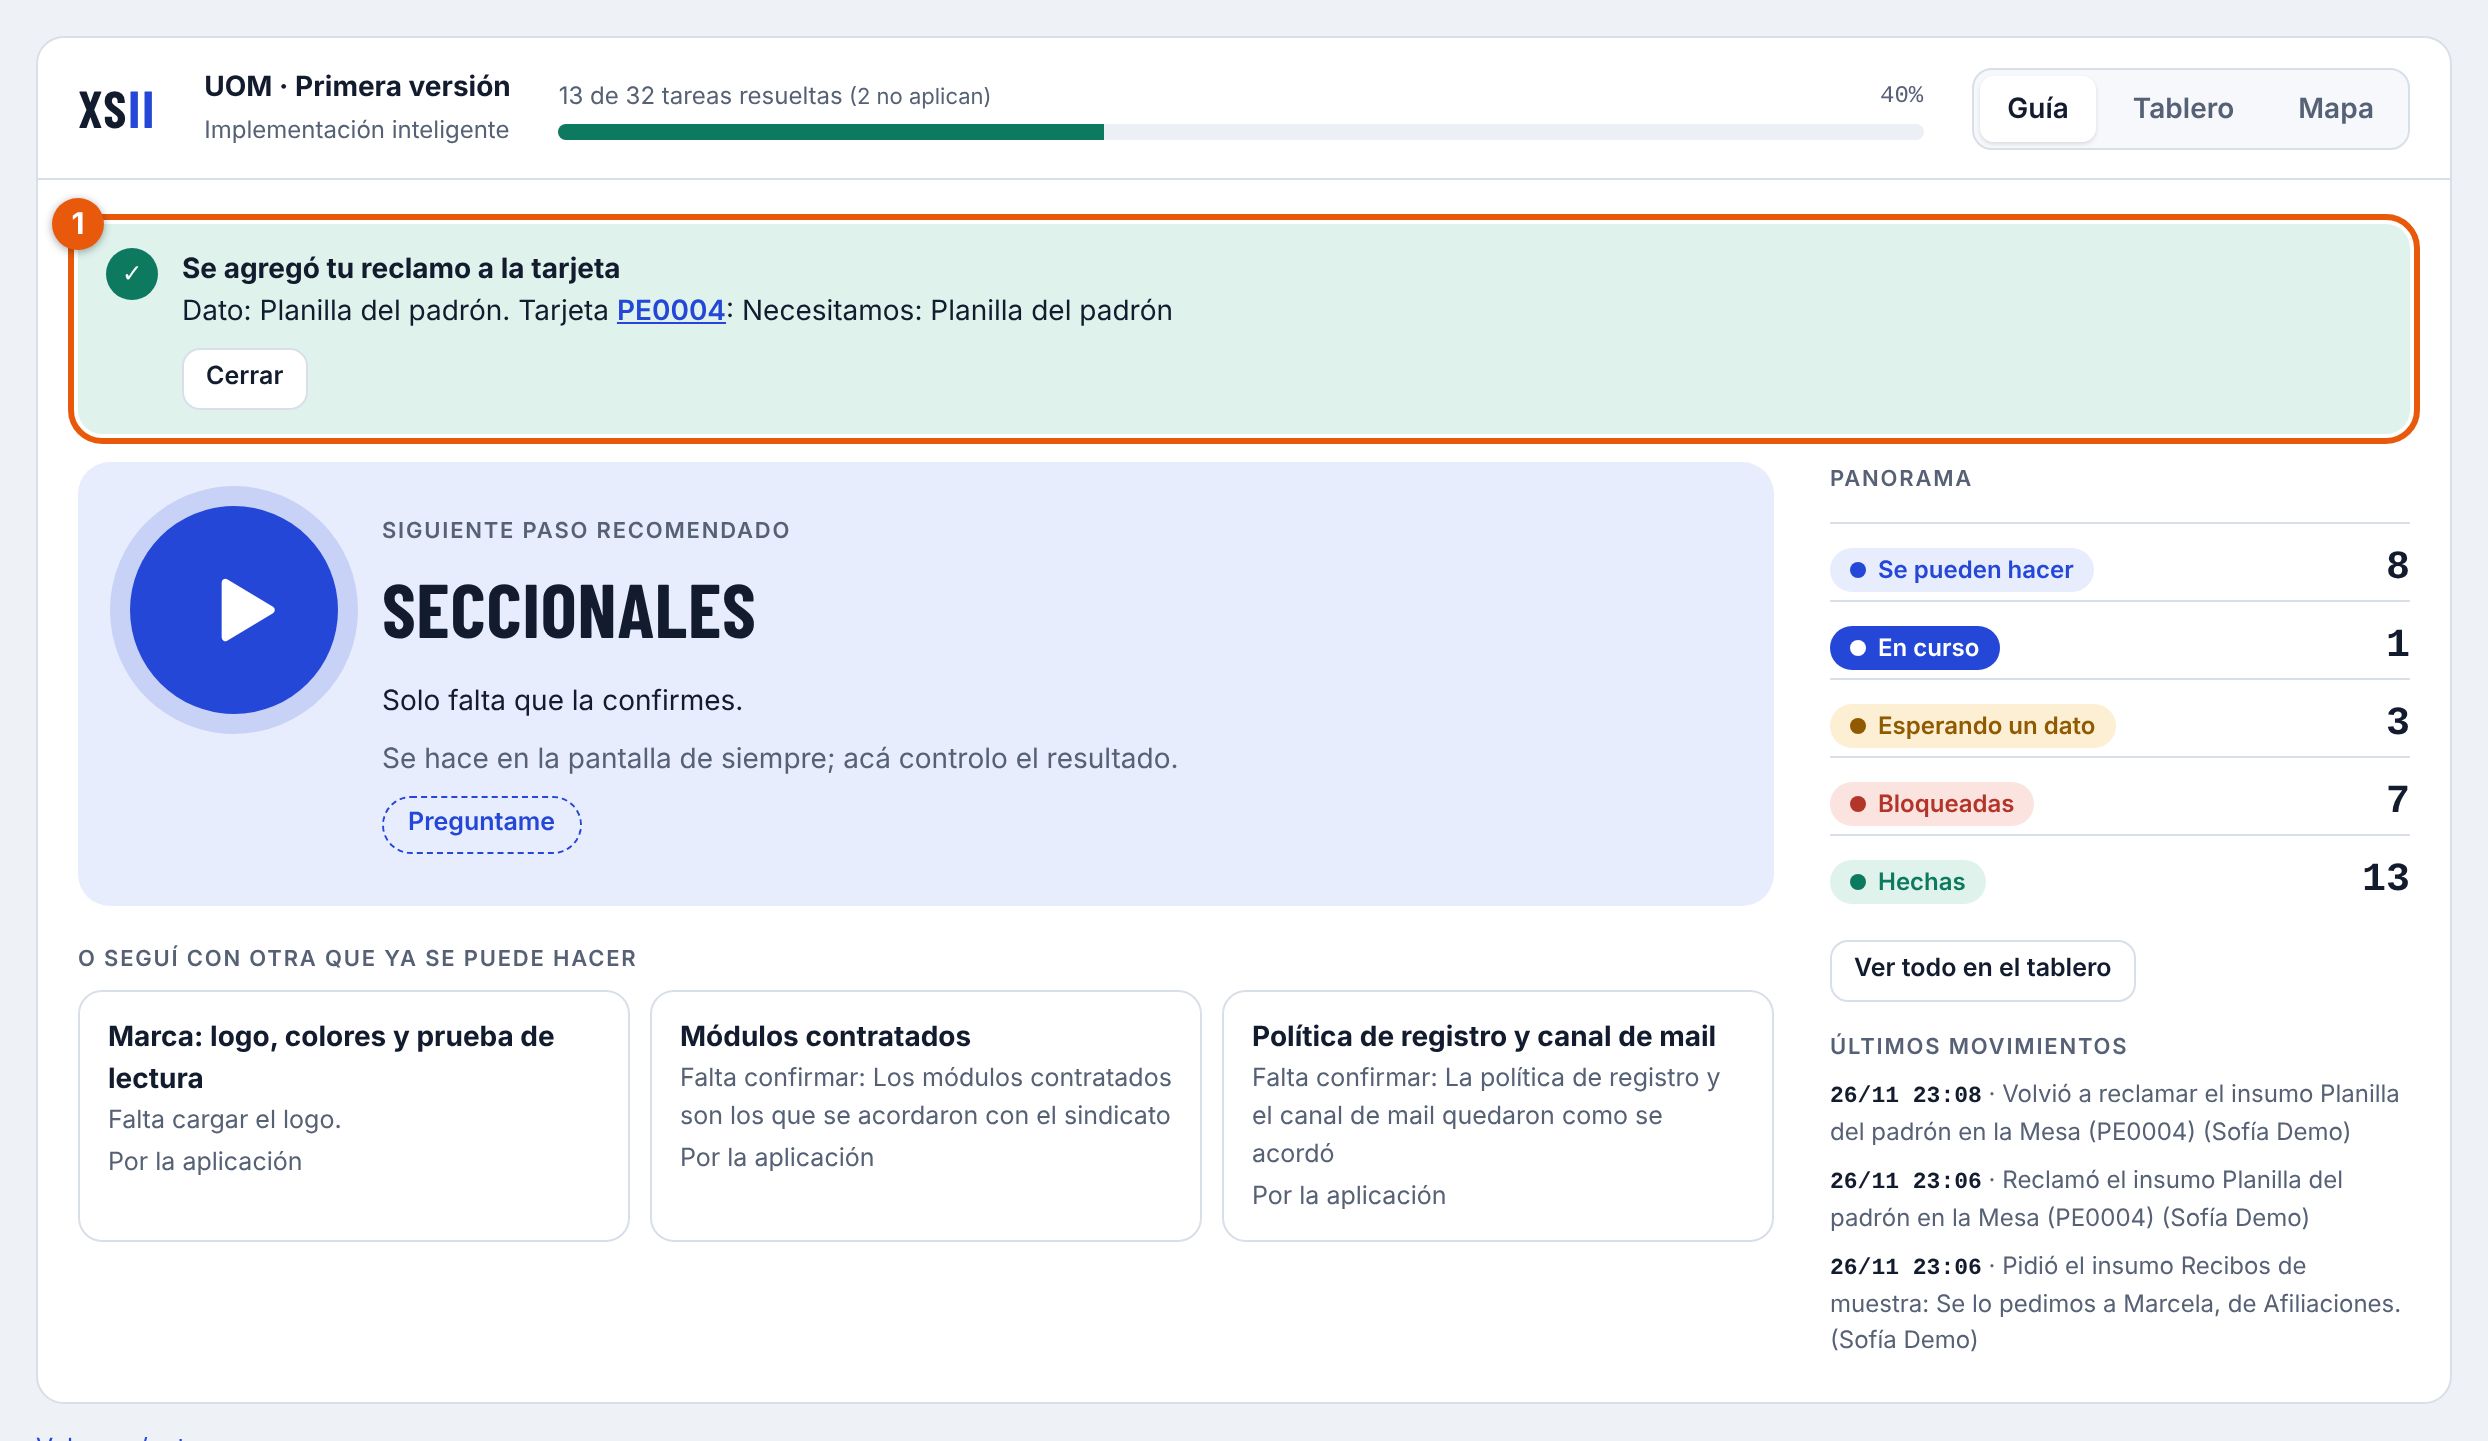 XSII
UOM · Primera versión
Implementación inteligente
13 de 32 tareas resueltas (2 no aplican)
40%
Guía
Tablero
Mapa
1
Se agregó tu reclamo a la tarjeta
Dato: Planilla del padrón. Tarjeta PE0004: Necesitamos: Planilla del padrón
Cerrar
SIGUIENTE PASO RECOMENDADO
SECCIONALES
Solo falta que la confirmes.
Se hace en la pantalla de siempre; acá controlo el resultado.
Preguntame
O SEGUÍ CON OTRA QUE YA SE PUEDE HACER
Marca: logo, colores y prueba de
lectura
Falta cargar el logo.
Por la aplicación
Módulos contratados
Falta confirmar: Los módulos contratados
son los que se acordaron con el sindicato
Por la aplicación
Política de registro y canal de mail
Falta confirmar: La política de registro y
el canal de mail quedaron como se
acordó
Por la aplicación
PANORAMA
Se pueden hacer 8
En curso 1
Esperando un dato 3
Bloqueadas 7
Hechas 13
Ver todo en el tablero
ÚLTIMOS MOVIMIENTOS
26/11 23:08 · Volvió a reclamar el insumo Planilla
del padrón en la Mesa (PE0004) (Sofía Demo)
26/11 23:06 · Reclamó el insumo Planilla del
padrón en la Mesa (PE0004) (Sofía Demo)
26/11 23:06 · Pidió el insumo Recibos de
muestra: Se lo pedimos a Marcela, de Afiliaciones.
(Sofía Demo)